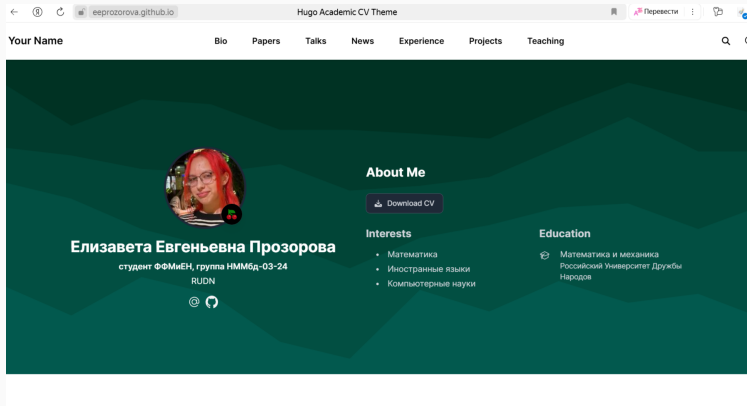 eeprozorova.github.io
Hugo Academic CV Theme
Перевести
Your Name
Bio
Papers
Talks
News
Experience
Projects
Teaching
About Me
Download CV
Interests
Математика
Иностранные языки
Компьютерные науки
Education
Математика и механика
Российский Университет Дружбы
Народов
Елизавета Евгеньевна Прозорова
студент ФФМиЕН, группа НММбд-03-24
RUDN